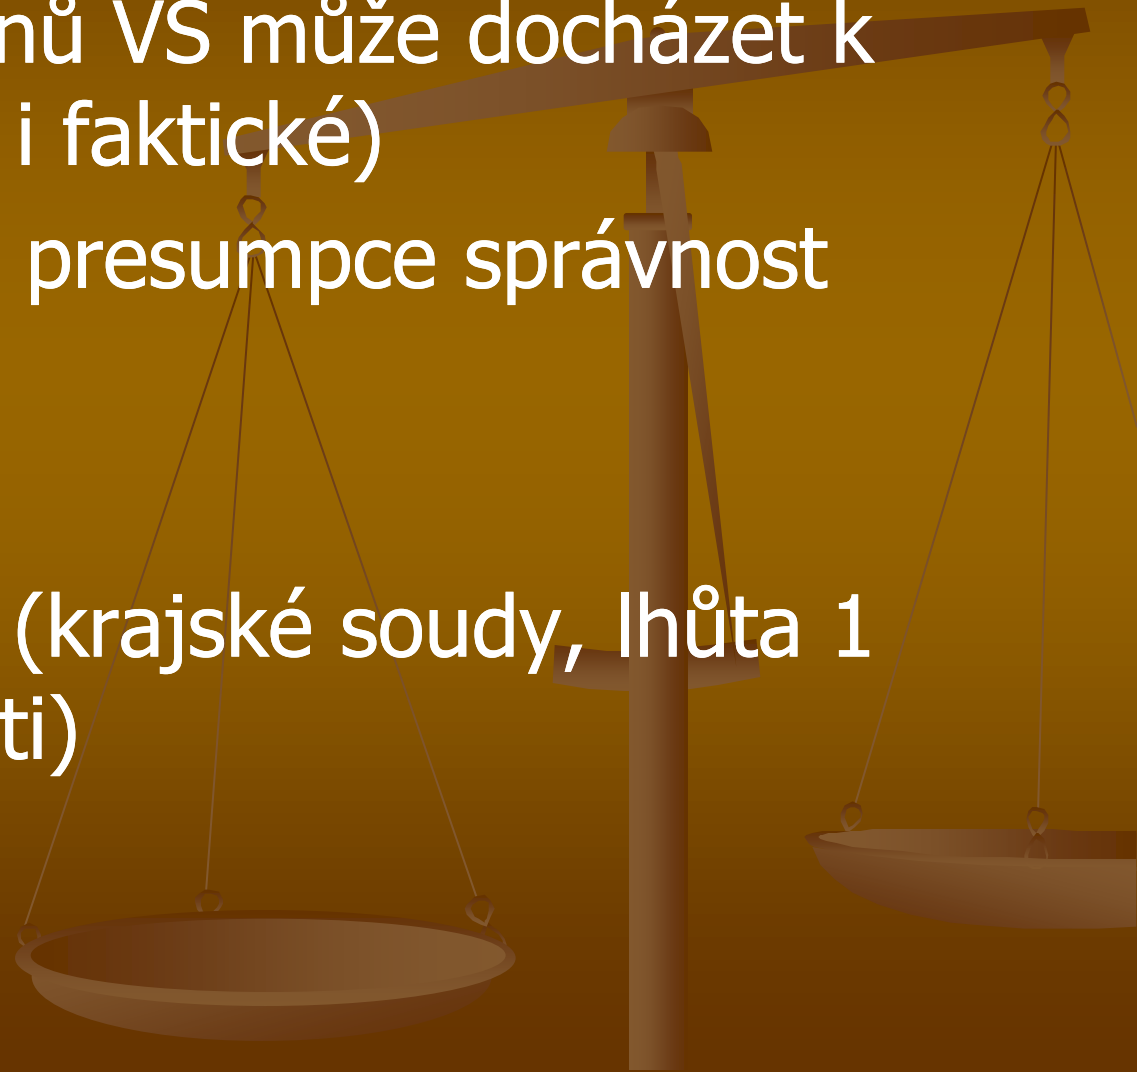 nů VS může docházet k
i faktické)
presumpce správnost
(krajské soudy, lhůta 1
ti)